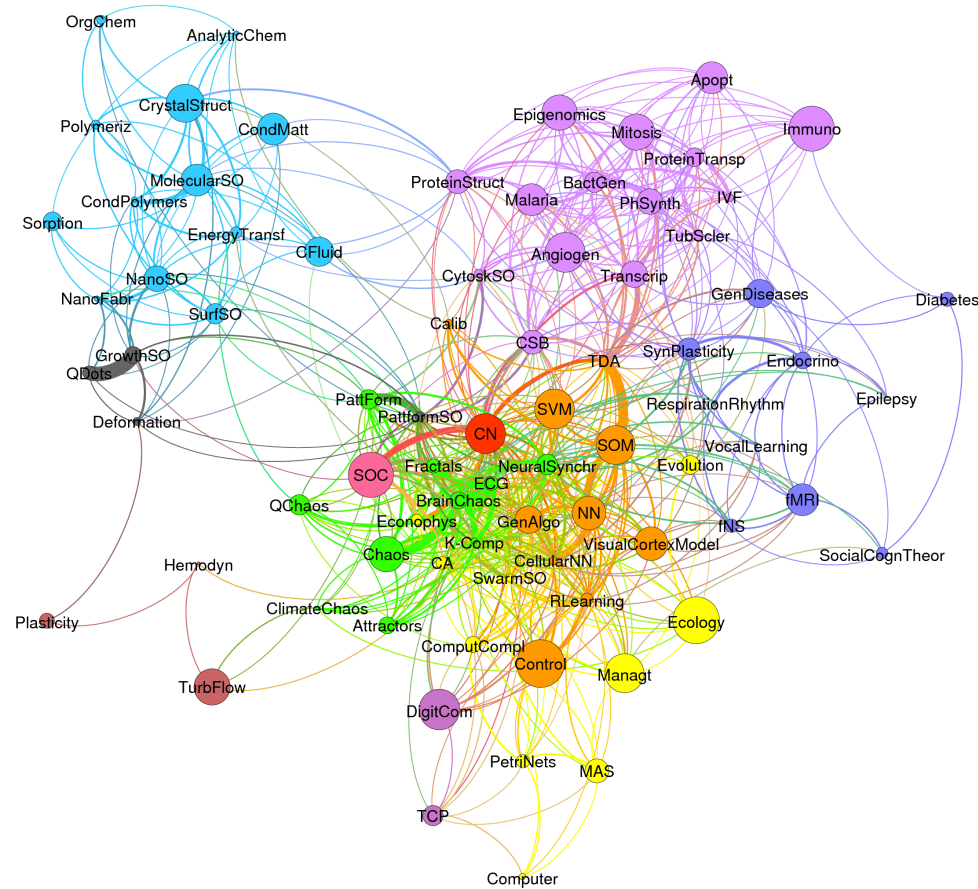 OrgChem
AnalyticChem
Apopt
CrystalStruct
Epigenomics
Polymeriz
CondMatt
Mitosis
Immuno
ProteinTransp
MolecularSO
ProteinStruct
BactGen
CondPolymers
Malaria
PhSynth
IVF
Sorption
EnergyTransf
TubScler
CFluid
Angiogen
NanoSO
CytoskSO
Transcrip
NanoFabr
GenDiseases
Diabetes
SurfSO
Calib
GrowthSO
CSB
SynPlasticity
QDots
TDA
Endocrino
PattForm
Epilepsy
PattformSO
SVM
RespirationRhythm
Deformation
CN
SOM
VocalLearning
SOC
Fractals
NeuralSynchr
Evolution
ECG
BrainChaos
fMRI
QChaos
Econophys
GenAlgo
NN
fNS
K-Comp
VisualCortexModel
Chaos
CA
CellularNN
SocialCognTheor
Hemodyn
SwarmSO
RLearning
ClimateChaos
Plasticity
Attractors
Ecology
ComputCompl
Control
Managt
TurbFlow
DigitCom
PetriNets
MAS
TCP
Computer